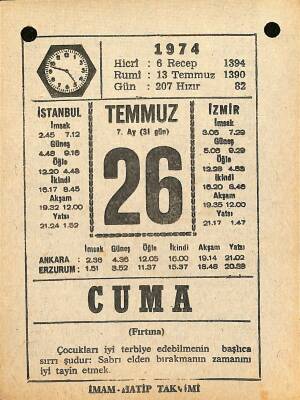 1974
Hicrî : 6 Recep 1394
Rumî : 13 Temmuz 1390
Gün : 207 Hızır 82
İSTANBUL
İmsak
2.45 7.12
Güneş
4.48 9.16
Öğle
12.20 4.48
İkindi
16.17 8.45
Akşam
19.32 12.00
Yatsı
21.24 1.52
TEMMUZ
7. Ay (31 gün)
26
İZMİR
İmsak
3.06 7.29
Güneş
5.06 9.29
Öğle
12.28 4.53
İkindi
16.20 8.46
Akşam
19.35 12.00
Yatsı
21.17 1.47
İmsak Güneş Öğle İkindi Akşam Yatsı
ANKARA : 2.36 4.36 12.05 16.00 19.14 21.02
ERZURUM : 1.51 3.52 11.37 15.37 18.48 20.39
CUMA
(Fırtına)
Çocukları iyi terbiye edebilmenin başlıca
sırrı şudur: Sabrı elden bırakmanın zamanını
iyi tayin etmek.
İMAM-HATİP TAKVİMİ